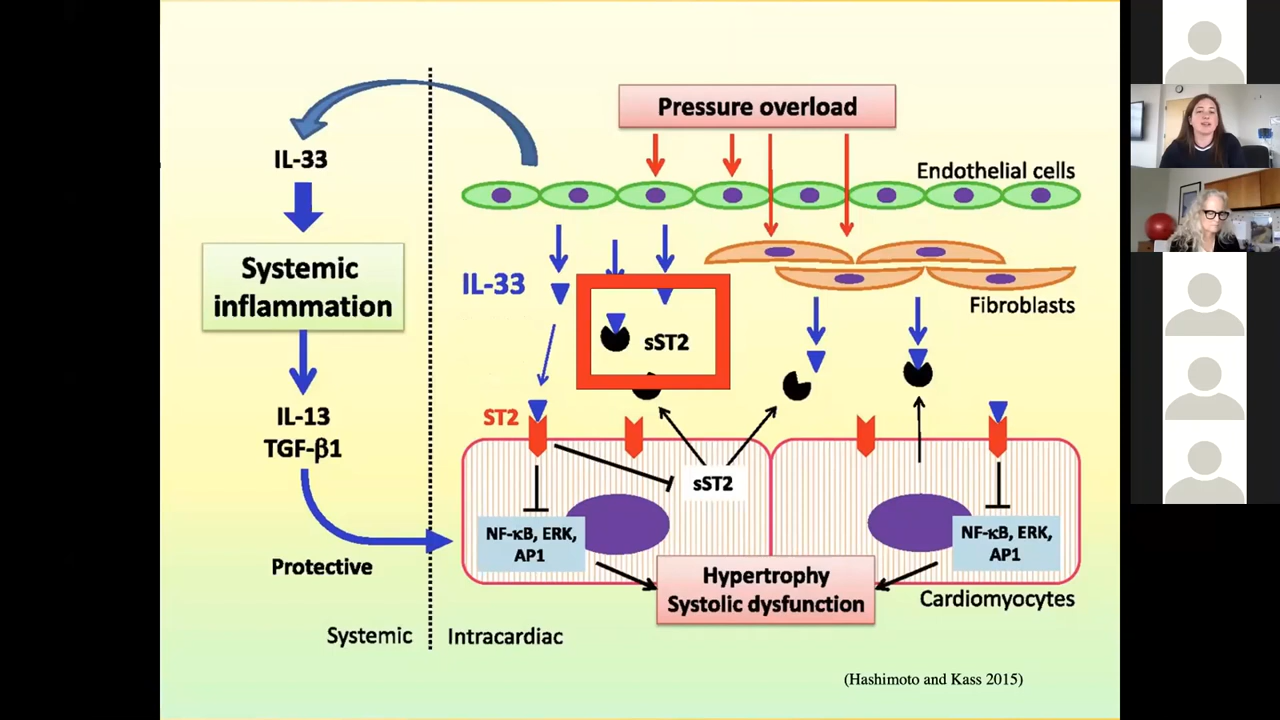 Pressure overload
IL-33
Endothelial cells
Systemic
inflammation
IL-33
Fibroblasts
sST2
IL-13
TGF-β1
ST2
sST2
NF-κB, ERK,
AP1
NF-κB, ERK,
AP1
Protective
Hypertrophy
Systolic dysfunction
Cardiomyocytes
Systemic
Intracardiac
(Hashimoto and Kass 2015)